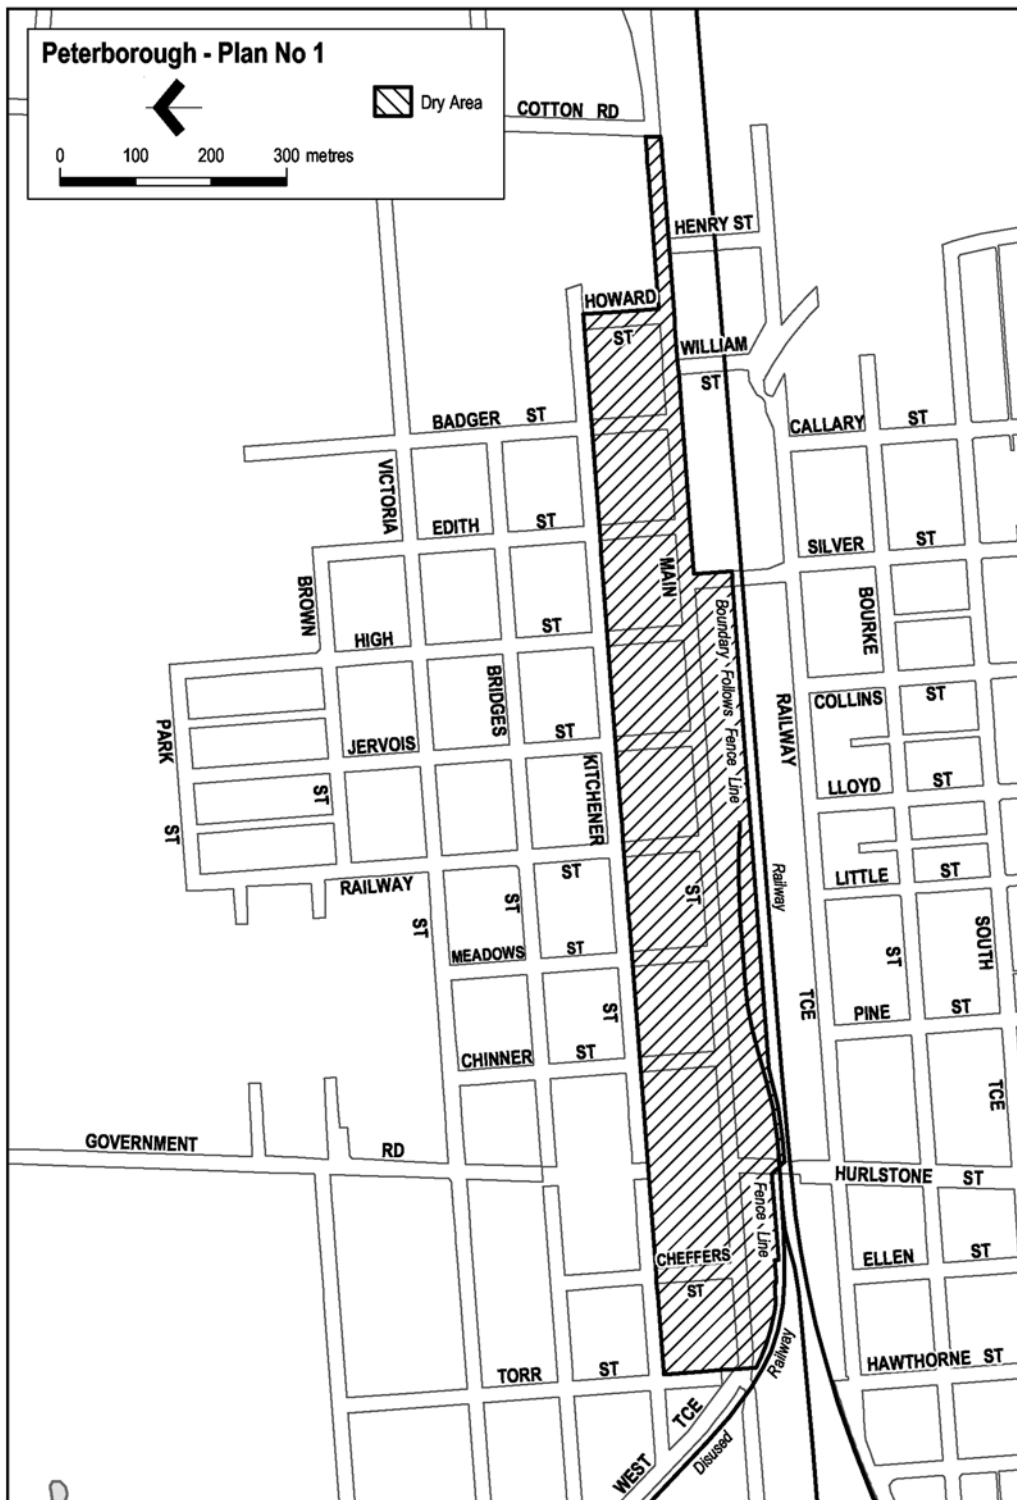 Peterborough - Plan No 1
Dry Area
0 100 200 300 metres
COTTON RD
HENRY ST
HOWARD
ST
WILLIAM
ST
BADGER ST
CALLARY ST
VICTORIA
EDITH ST
SILVER ST
MAIN
BROWN
BOURKE
HIGH ST
Boundary Follows Fence Line
BRIDGES
COLLINS ST
RAILWAY
PARK
JERVOIS ST
KITCHENER
LLOYD ST
ST
ST
RAILWAY ST
Railway
LITTLE ST
ST
ST
ST
SOUTH
MEADOWS ST
ST
ST
TCE
PINE ST
CHINNER ST
TCE
GOVERNMENT RD
HURLSTONE ST
Fence Line
CHEFFERS
ST
ELLEN ST
Railway
HAWTHORNE ST
TORR ST
WEST TCE
Disused